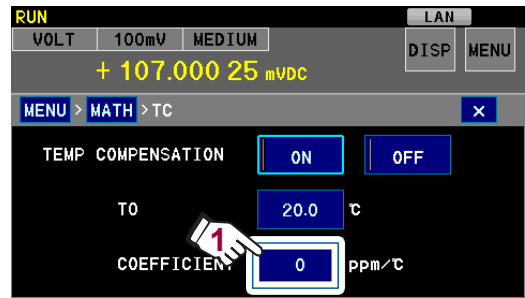 RUN LAN
VOLT 100mV MEDIUM DISP MENU
+ 107.000 25 mVDC
MENU > MATH > TC ×
TEMP COMPENSATION ON OFF
T0 20.0 ℃
1
COEFFICIENT 0 ppm/℃